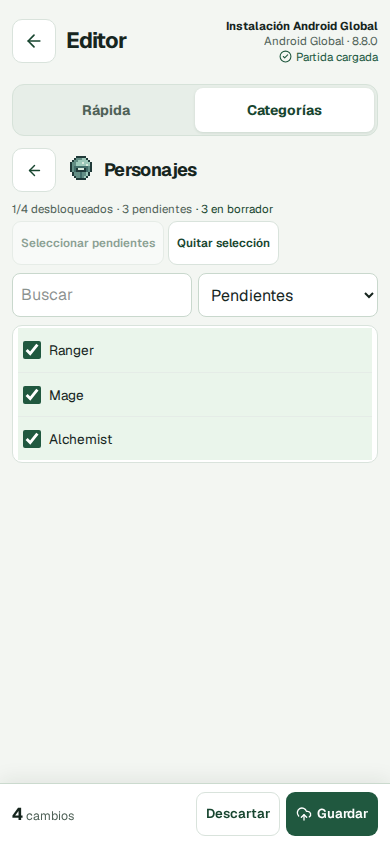 Editor
Instalación Android Global
Android Global · 8.8.0
Partida cargada
Rápida
Categorías
Personajes
1/4 desbloqueados · 3 pendientes · 3 en borrador
Seleccionar pendientes
Quitar selección
Buscar
Pendientes
Ranger
Mage
Alchemist
4 cambios
Descartar
Guardar